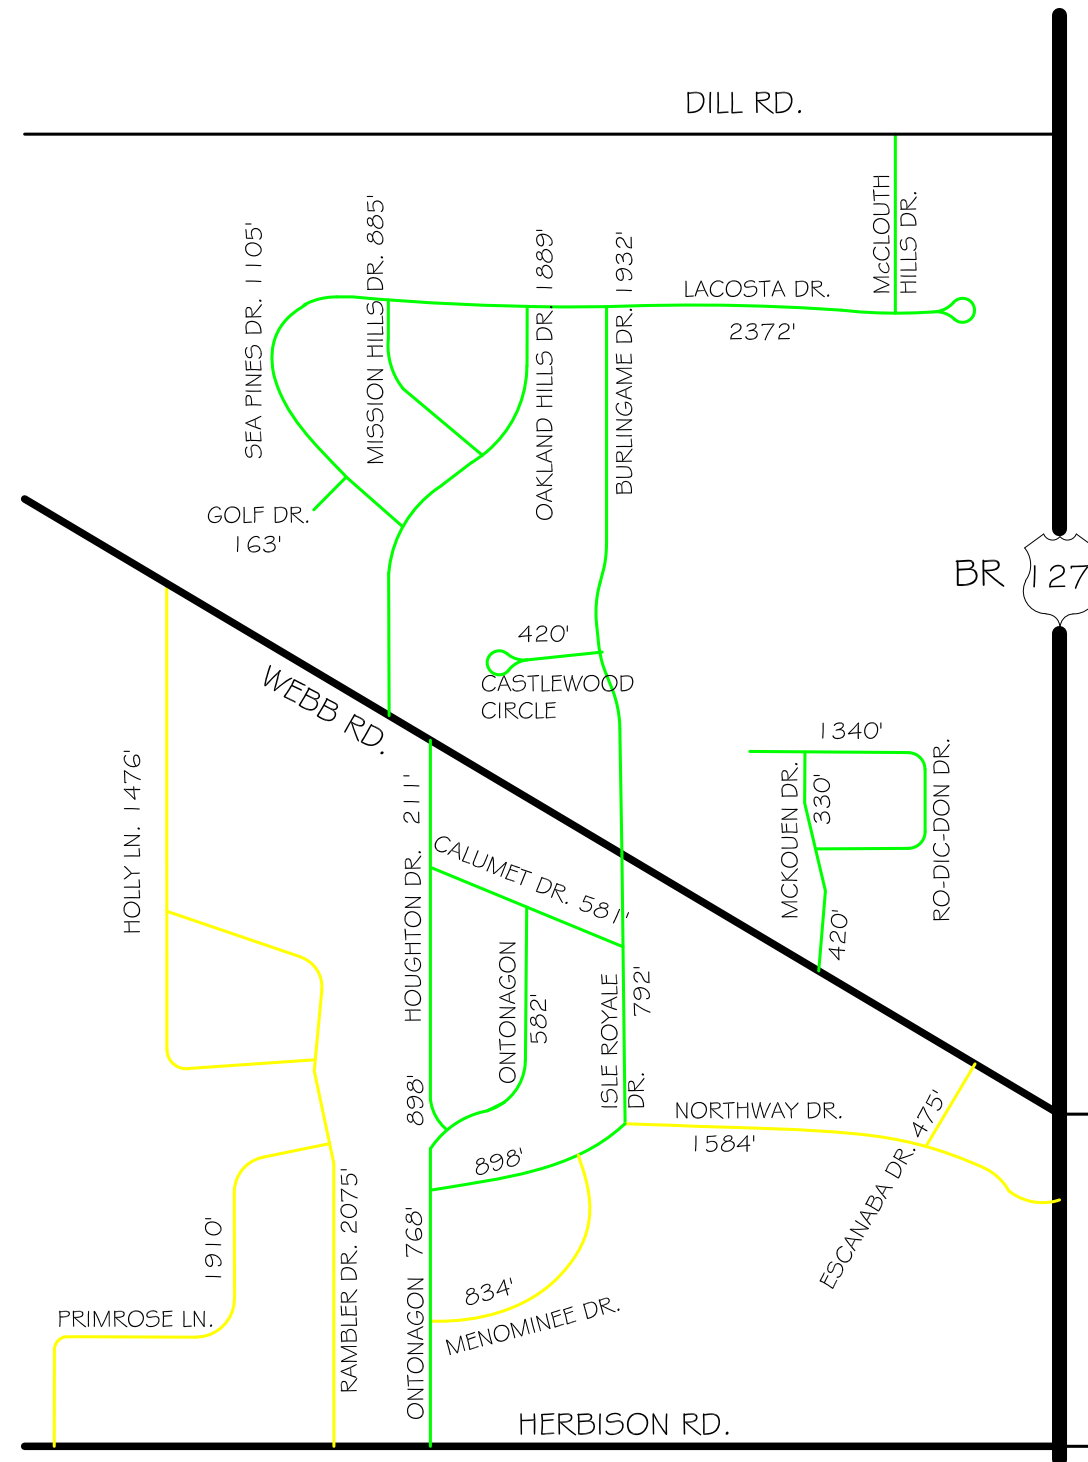 DILL RD.
McCLOUTH
HILLS DR.
SEA PINES DR. 1105'
MISSION HILLS DR. 885'
OAKLAND HILLS DR. 1889'
BURLINGAME DR. 1932'
LACOSTA DR.
2372'
GOLF DR.
163'
BR 127
420'
CASTLEWOOD
CIRCLE
WEBB RD.
1340'
MCKOUEN DR.
330'
RO-DIC-DON DR.
420'
HOLLY LN. 1476'
HOUGHTON DR. 211'
CALUMET DR. 581'
ONTONAGON
582'
ISLE ROYALE
DR.
792'
898'
NORTHWAY DR.
1584'
ESCANABA DR. 475'
898'
ONTONAGON 768'
834'
MENOMINEE DR.
1910'
PRIMROSE LN.
RAMBLER DR. 2075'
HERBISON RD.